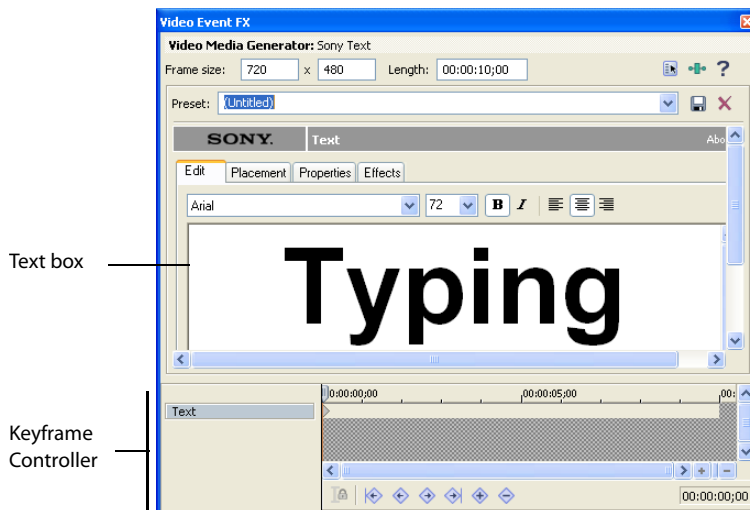 Video Event FX
Video Media Generator: Sony Text
Frame size: 720 x 480 Length: 00:00:10;00
Preset: (Untitled)
SONY. Text Abo
Edit Placement Properties Effects
Arial 72 B I
Text box
Typing
0:00:00;00 00:00:05;00 00:
Text
Keyframe
Controller
00:00:00;00